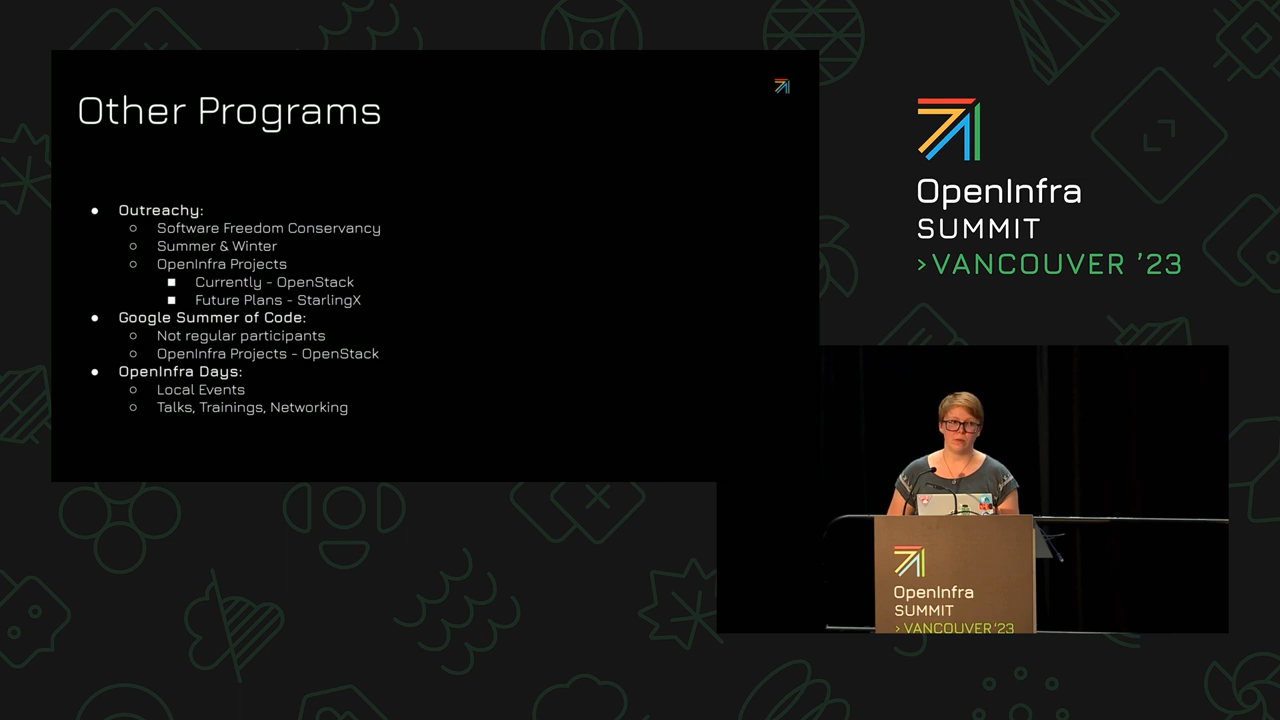 Other Programs
● Outreachy:
○ Software Freedom Conservancy
○ Summer & Winter
○ OpenInfra Projects
■ Currently - OpenStack
■ Future Plans - StarlingX
● Google Summer of Code:
○ Not regular participants
○ OpenInfra Projects - OpenStack
● OpenInfra Days:
○ Local Events
○ Talks, Trainings, Networking
OpenInfra
SUMMIT
>VANCOUVER '23
OpenInfra
SUMMIT
> VANCOUVER '23